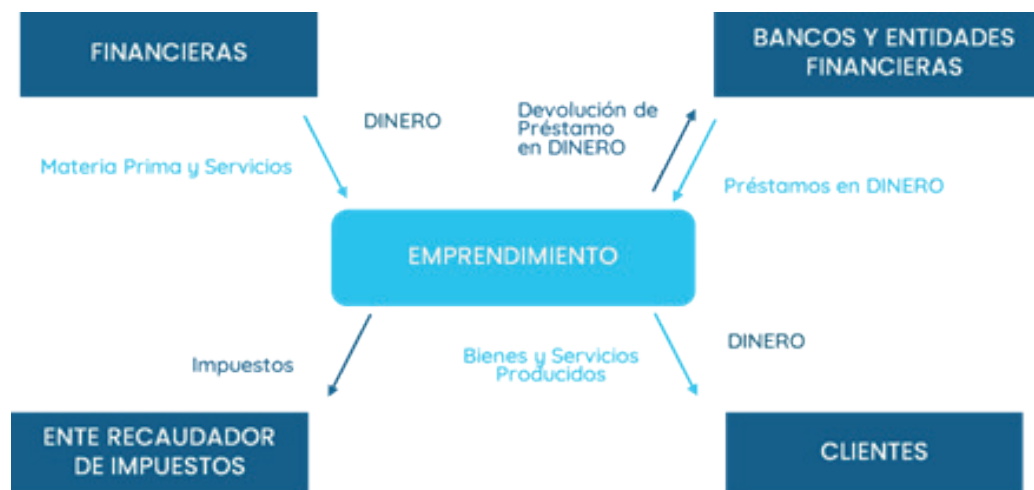 FINANCIERAS
BANCOS Y ENTIDADES
FINANCIERAS
DINERO
Devolución de
Préstamo
en DINERO
Materia Prima y Servicios
Préstamos en DINERO
EMPRENDIMIENTO
Impuestos
Bienes y Servicios
Producidos
DINERO
ENTE RECAUDADOR
DE IMPUESTOS
CLIENTES